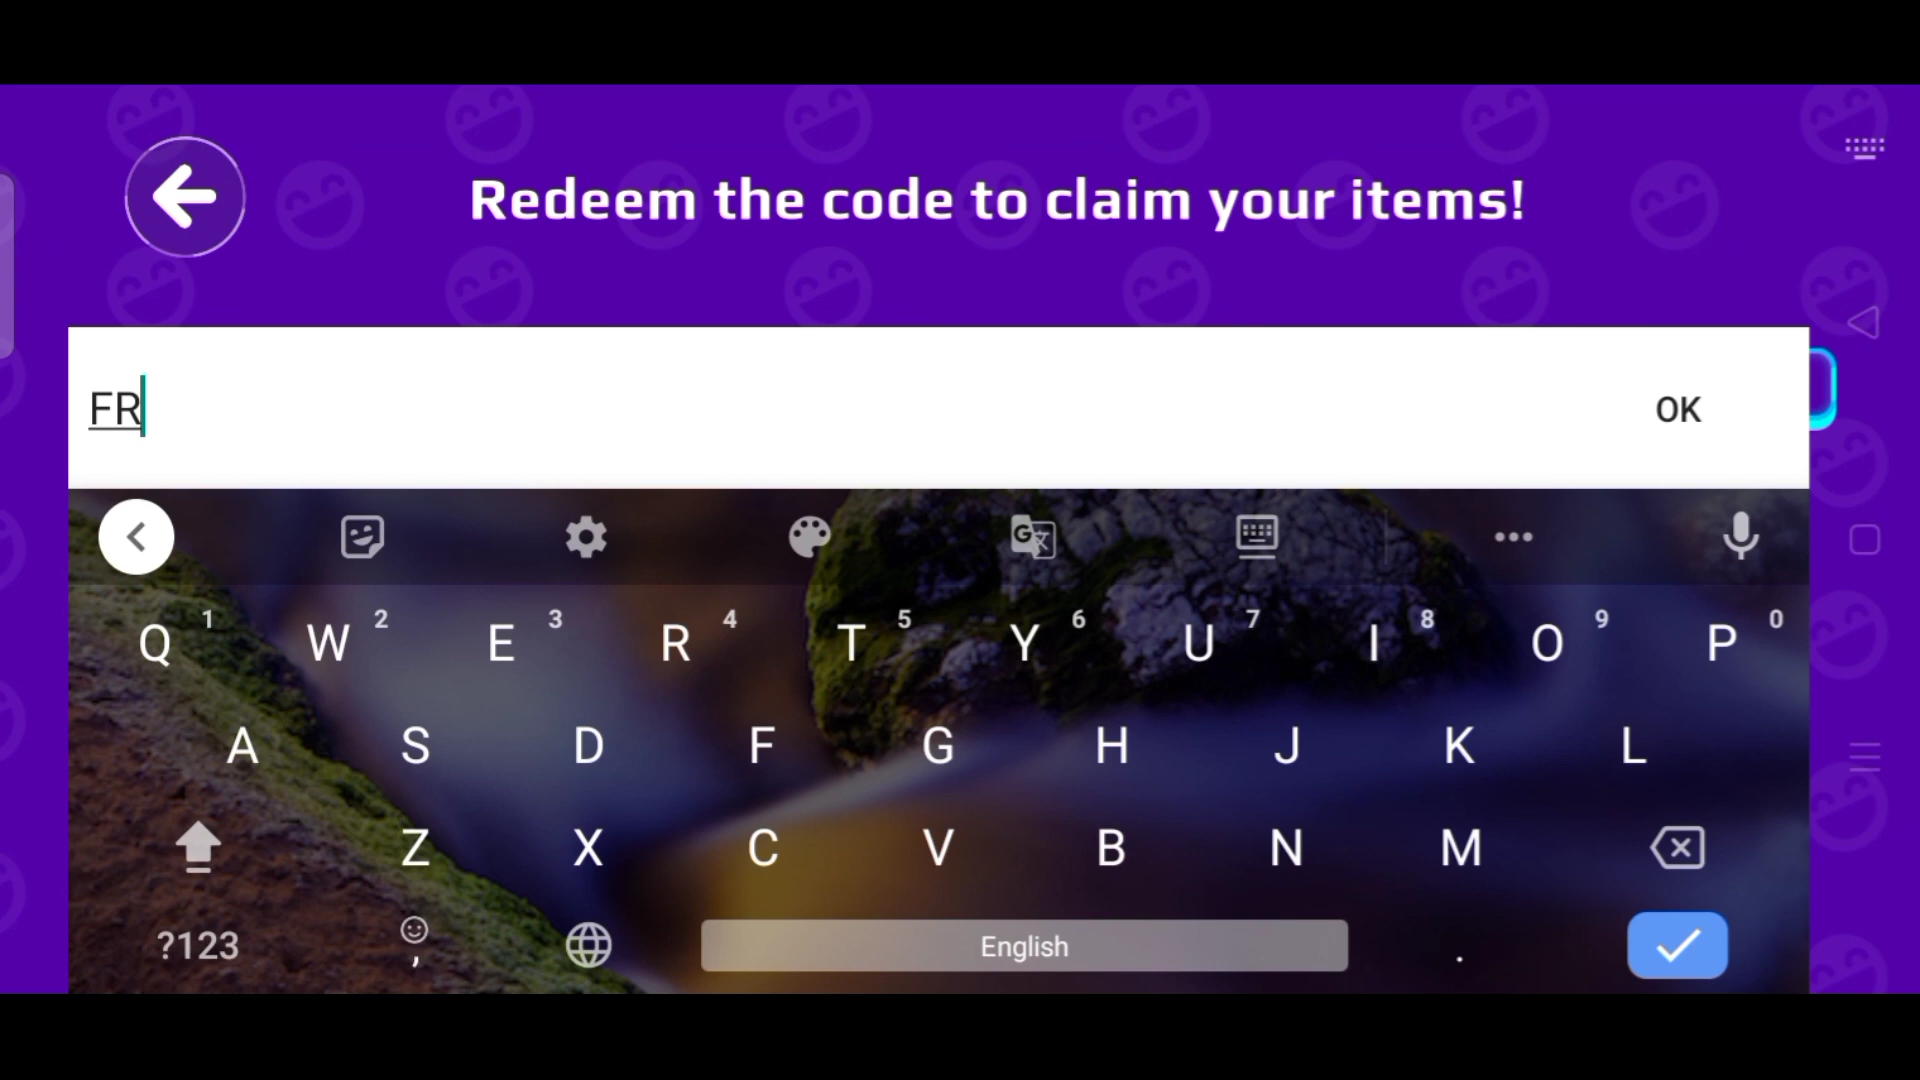 Redeem the code to claim your items!
FR
OK
Q 1 W 2 E 3 R 4 T 5 Y 6 U 7 I 8 O 9 P 0
A S D F G H J K L
Z X C V B N M
?123 , English .